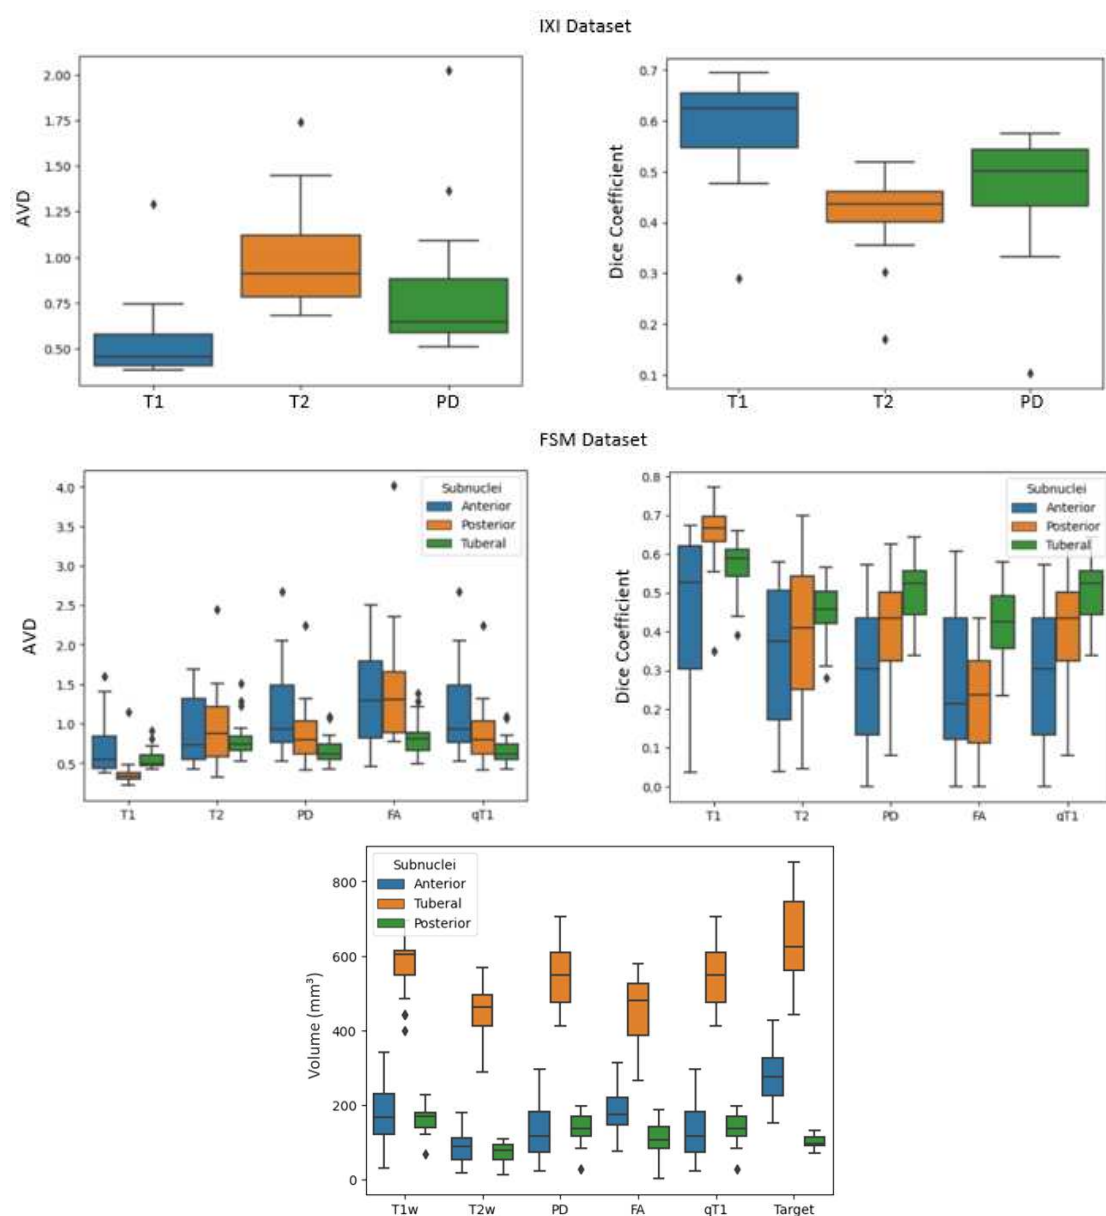 IXI Dataset
AVD
2.00
1.75
1.50
1.25
1.00
0.75
0.50
T1 T2 PD
Dice Coefficient
0.7
0.6
0.5
0.4
0.3
0.2
0.1
T1 T2 PD
FSM Dataset
AVD
4.0
3.5
3.0
2.5
2.0
1.5
1.0
0.5
Subnuclei
Anterior
Posterior
Tuberal
T1 T2 PD FA qT1
Dice Coefficient
0.8
0.7
0.6
0.5
0.4
0.3
0.2
0.1
0.0
Subnuclei
Anterior
Posterior
Tuberal
T1 T2 PD FA qT1
Volume (mm³)
800
600
400
200
0
Subnuclei
Anterior
Tuberal
Posterior
T1w T2w PD FA qT1 Target